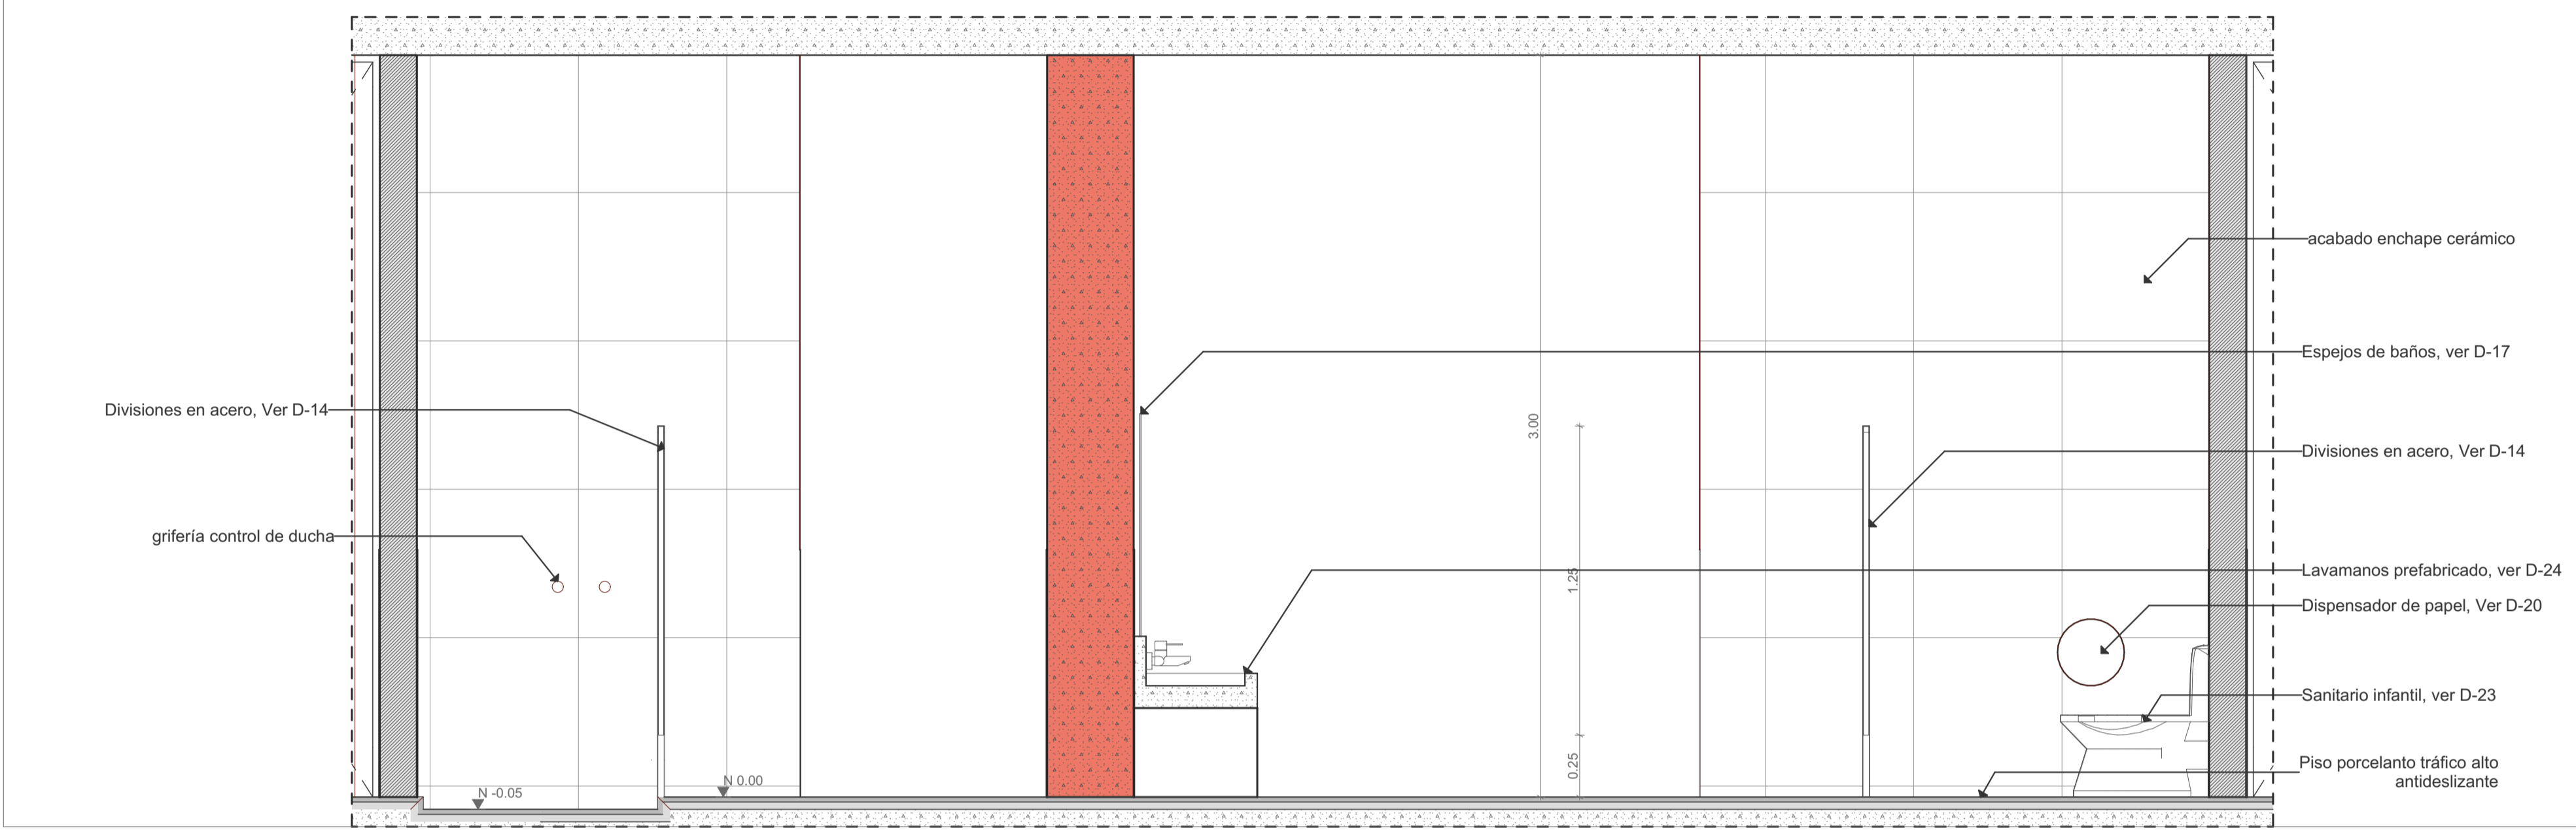 acabado enchape cerámico
Espejos de baños, ver D-17
Divisiones en acero, Ver D-14
3.00
Divisiones en acero, Ver D-14
grifería control de ducha
1.25
Lavamanos prefabricado, ver D-24
Dispensador de papel, Ver D-20
Sanitario infantil, ver D-23
0.25
Piso porcelanto tráfico alto
antideslizante
N 0.00
N -0.05